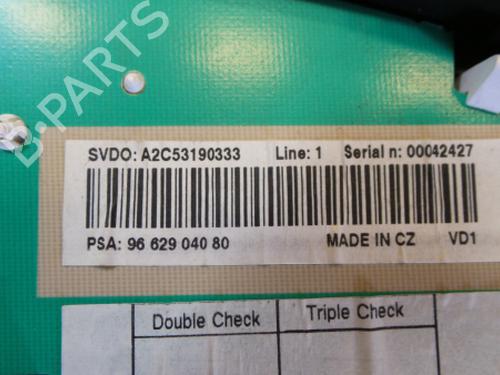 B-PARTS
SVDO: A2C53190333 Line: 1 Serial n: 00042427
PSA: 96 629 040 80 MADE IN CZ VD1
Double Check Triple Check